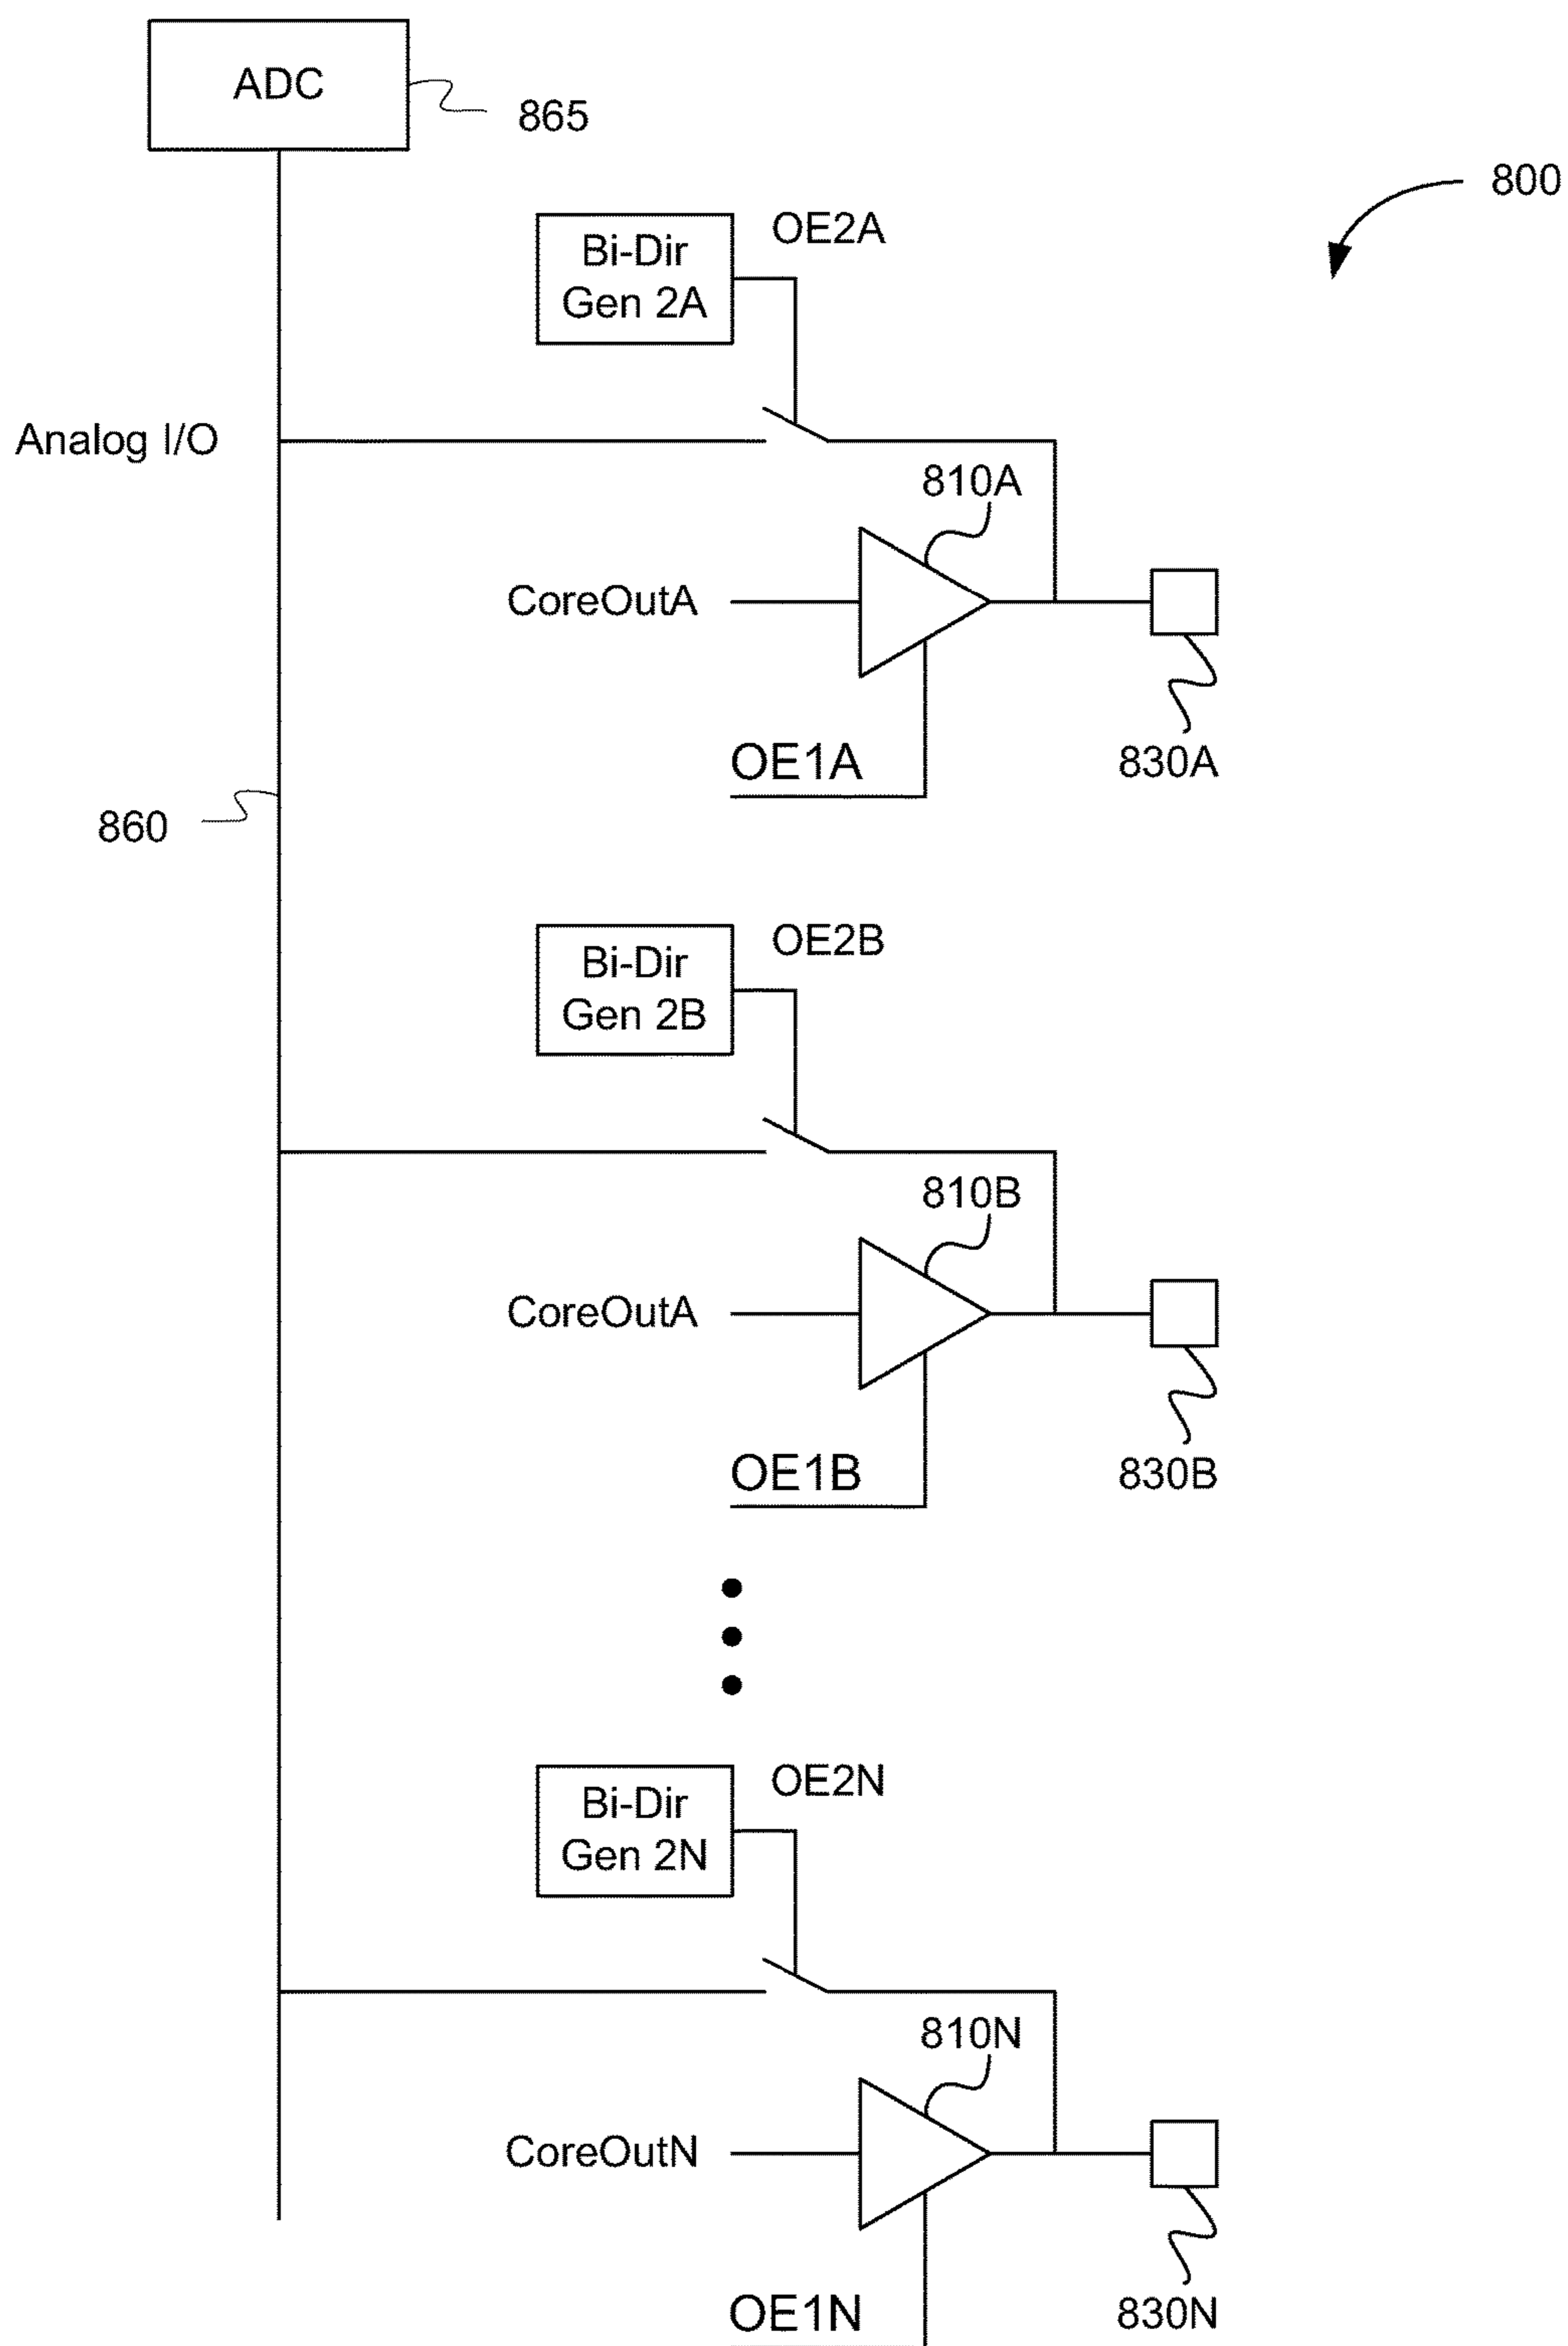 ADC
865
800
Bi-Dir
Gen 2A
OE2A
Analog I/O
810A
CoreOutA
OE1A
830A
860
Bi-Dir
Gen 2B
OE2B
810B
CoreOutA
OE1B
830B
Bi-Dir
Gen 2N
OE2N
810N
CoreOutN
OE1N
830N